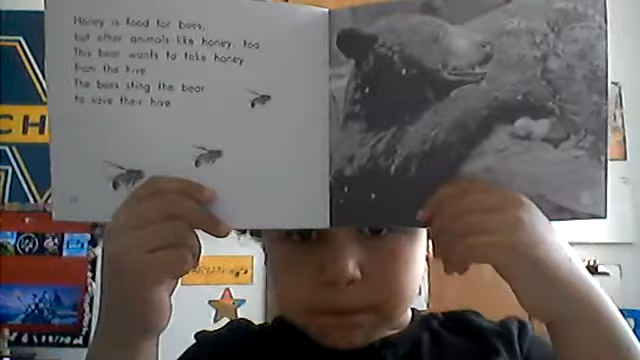 Honey is food for bees,
but other animals like honey, too.
This bear wants to take honey
from the hive.
The bees sting the bear
to save their hive.
CH